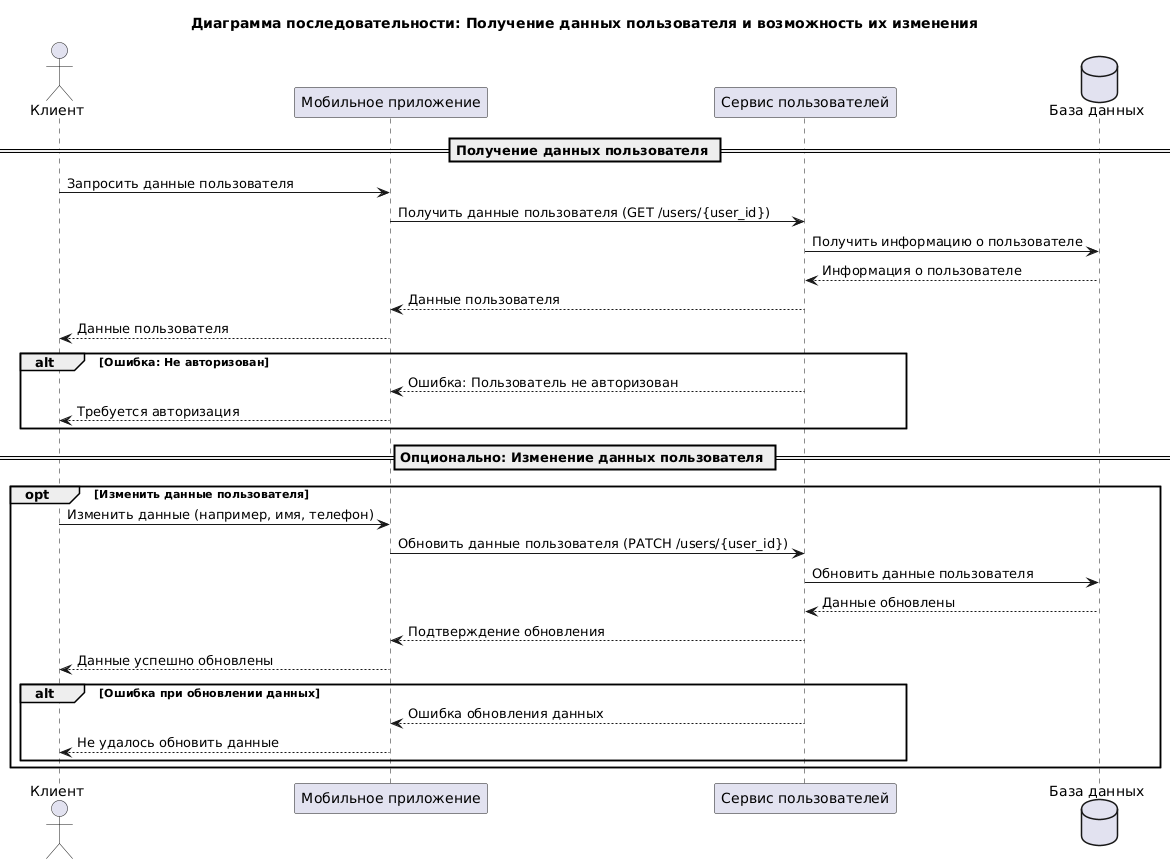 Диаграмма последовательности: Получение данных пользователя и возможность их изменения
Клиент
Мобильное приложение
Сервис пользователей
База данных
Получение данных пользователя
Запросить данные пользователя
Получить данные пользователя (GET /users/{user_id})
Получить информацию о пользователе
Информация о пользователе
Данные пользователя
Данные пользователя
alt [Ошибка: Не авторизован]
Ошибка: Пользователь не авторизован
Требуется авторизация
Опционально: Изменение данных пользователя
opt [Изменить данные пользователя]
Изменить данные (например, имя, телефон)
Обновить данные пользователя (PATCH /users/{user_id})
Обновить данные пользователя
Данные обновлены
Подтверждение обновления
Данные успешно обновлены
alt [Ошибка при обновлении данных]
Ошибка обновления данных
Не удалось обновить данные
Клиент
Мобильное приложение
Сервис пользователей
База данных